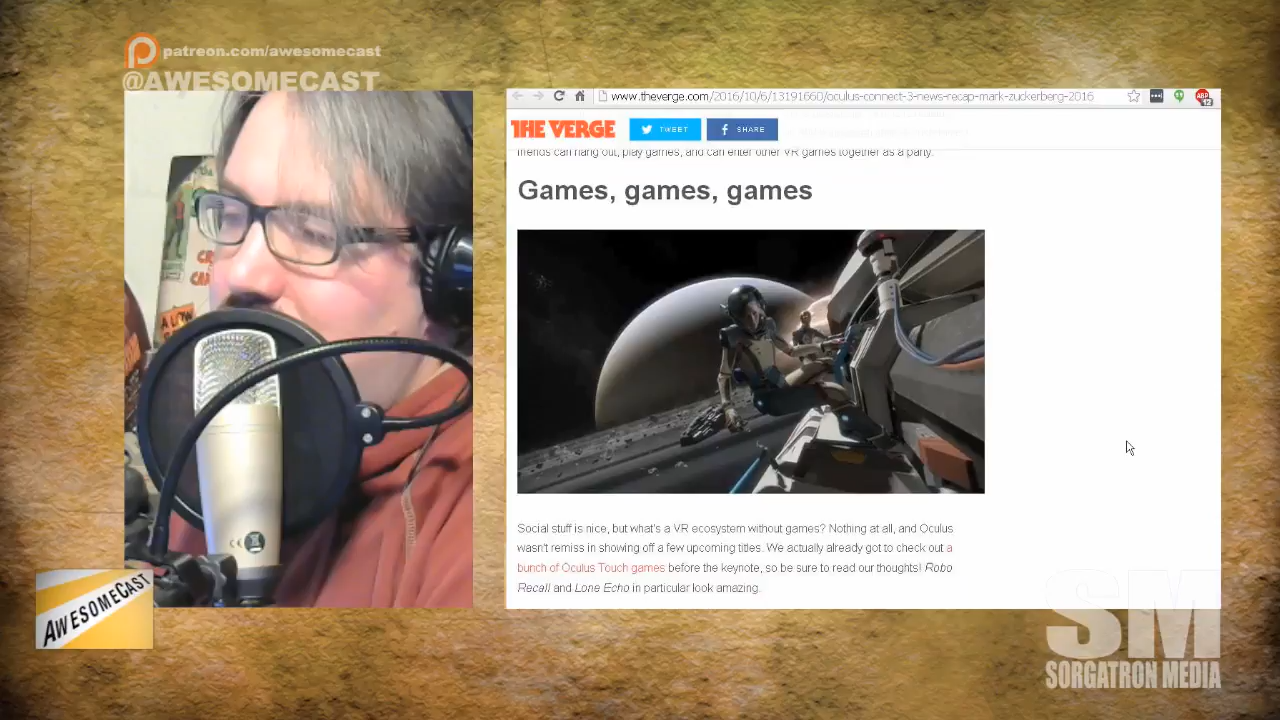 patreon.com/awesomecast
@AWESOMECAST
www.theverge.com/2016/10/6/13191660/oculus-connect-3-news-recap-mark-zuckerberg-2016
ABP
12
THE VERGE
TWEET
SHARE
friends can hang out, play games, and can enter other VR games together as a party.
Games, games, games
Social stuff is nice, but what's a VR ecosystem without games? Nothing at all, and Oculus
wasn't remiss in showing off a few upcoming titles. We actually already got to check out a
bunch of Oculus Touch games before the keynote, so be sure to read our thoughts! Robo
Recall and Lone Echo in particular look amazing.
CE
AWESOMECAST
SM
SORGATRON MEDIA